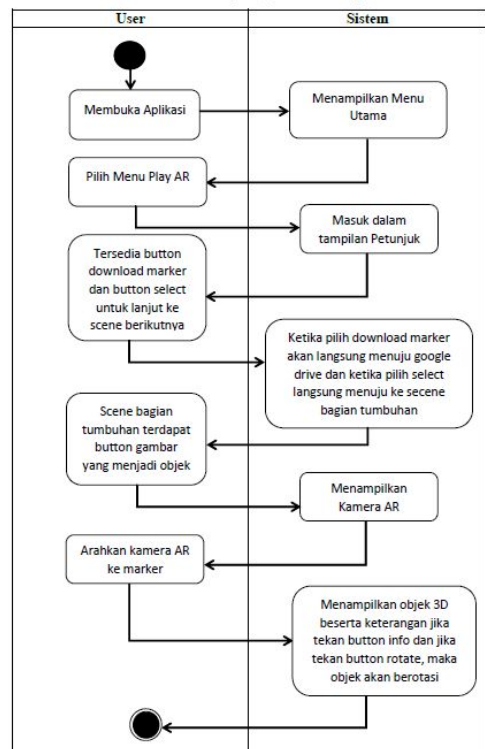 User
Sistem
Membuka Aplikasi
Menampilkan Menu
Utama
Pilih Menu Play AR
Masuk dalam
tampilan Petunjuk
Tersedia button
download marker
dan button select
untuk lanjut ke
scene berikutnya
Ketika pilih download marker
akan langsung menuju google
drive dan ketika pilih select
langsung menuju ke secene
bagian tumbuhan
Scene bagian
tumbuhan terdapat
button gambar
yang menjadi objek
Menampilkan
Kamera AR
Arahkan kamera AR
ke marker
Menampilkan objek 3D
beserta keterangan jika
tekan button info dan jika
tekan button rotate, maka
objek akan berotasi